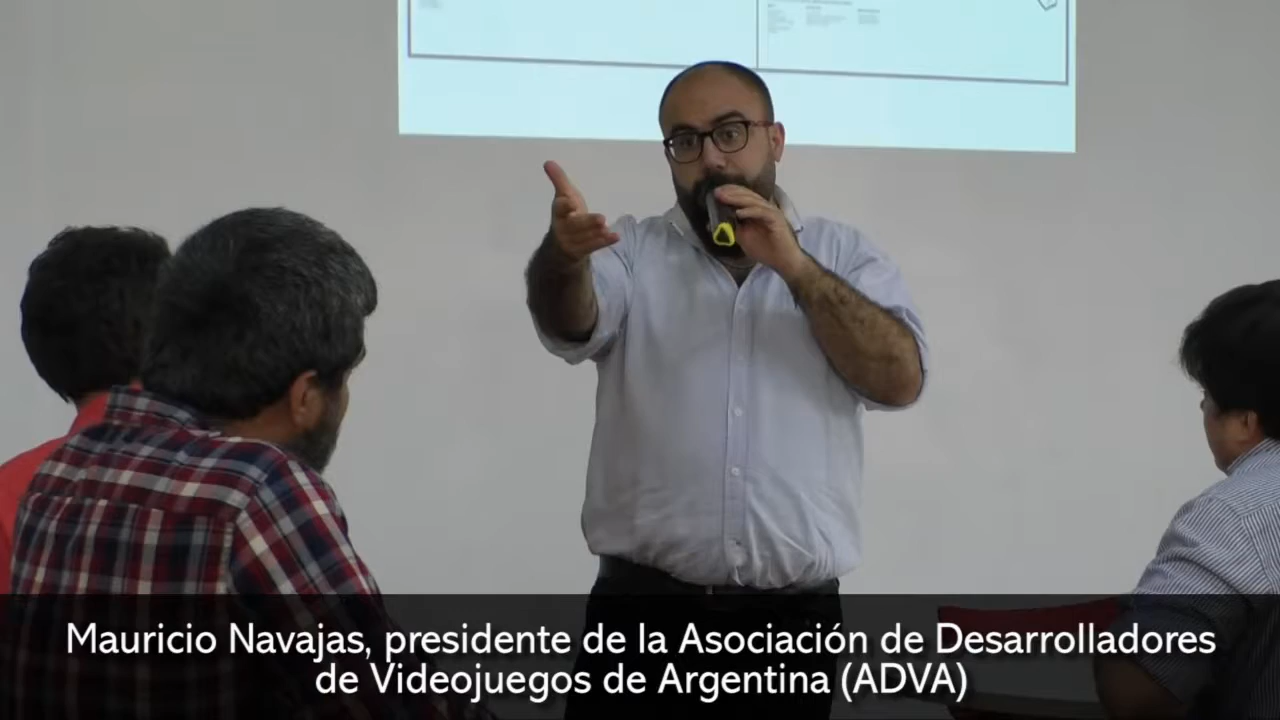 Mauricio Navajas, presidente de la Asociación de Desarrolladores
de Videojuegos de Argentina (ADVA)